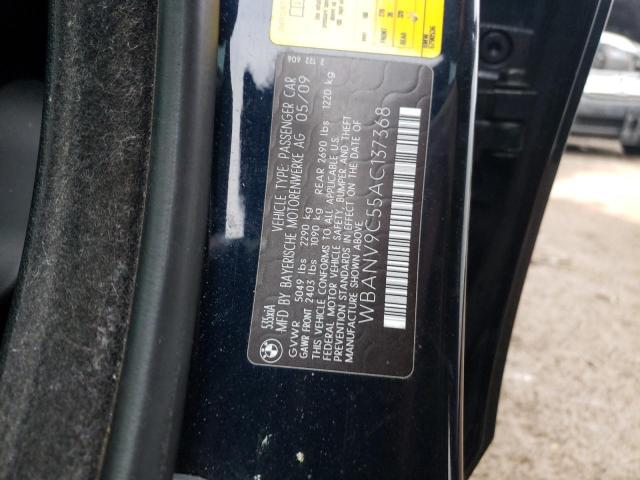 535xiA
VEHICLE TYPE: PASSENGER CAR
MFD BY BAYERISCHE MOTORENWERKE AG 05/09
GVWR 5049 lbs 2290 kg
GAWR FRONT 2403 lbs 1090 kg REAR 2690 lbs 1220 kg
THIS VEHICLE CONFORMS TO ALL APPLICABLE U.S.
FEDERAL MOTOR VEHICLE SAFETY, BUMPER, AND THEFT
PREVENTION STANDARDS IN EFFECT ON THE DATE OF
MANUFACTURE SHOWN ABOVE
WBANV9C55AC137368
FRONT
REAR